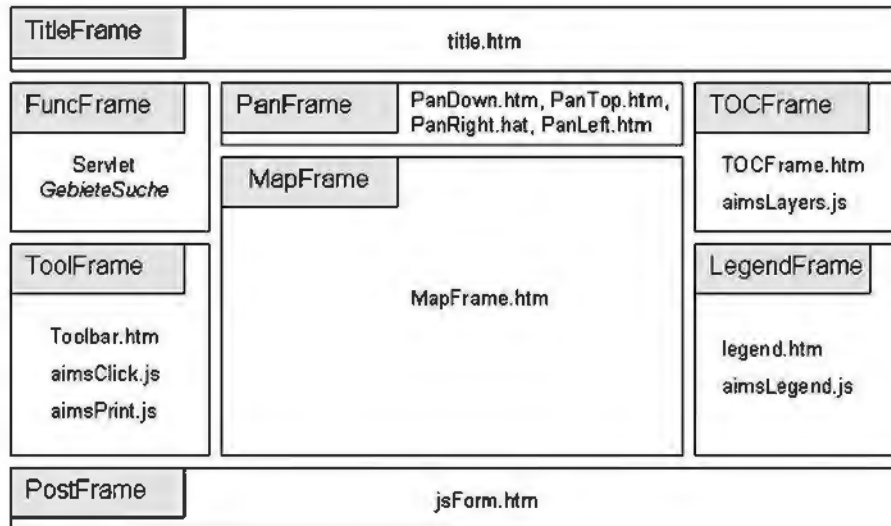 TitleFrame
title.htm
FuncFrame
Servlet
GebieteSuche
PanFrame
PanDown.htm, PanTop.htm,
PanRight.hat, PanLeft.htm
TOCFrame
TOCFrame.htm
aimsLayers.js
MapFrame
MapFrame.htm
ToolFrame
Toolbar.htm
aimsClick.js
aimsPrint.js
LegendFrame
legend.htm
aimsLegend.js
PostFrame
jsForm.htm